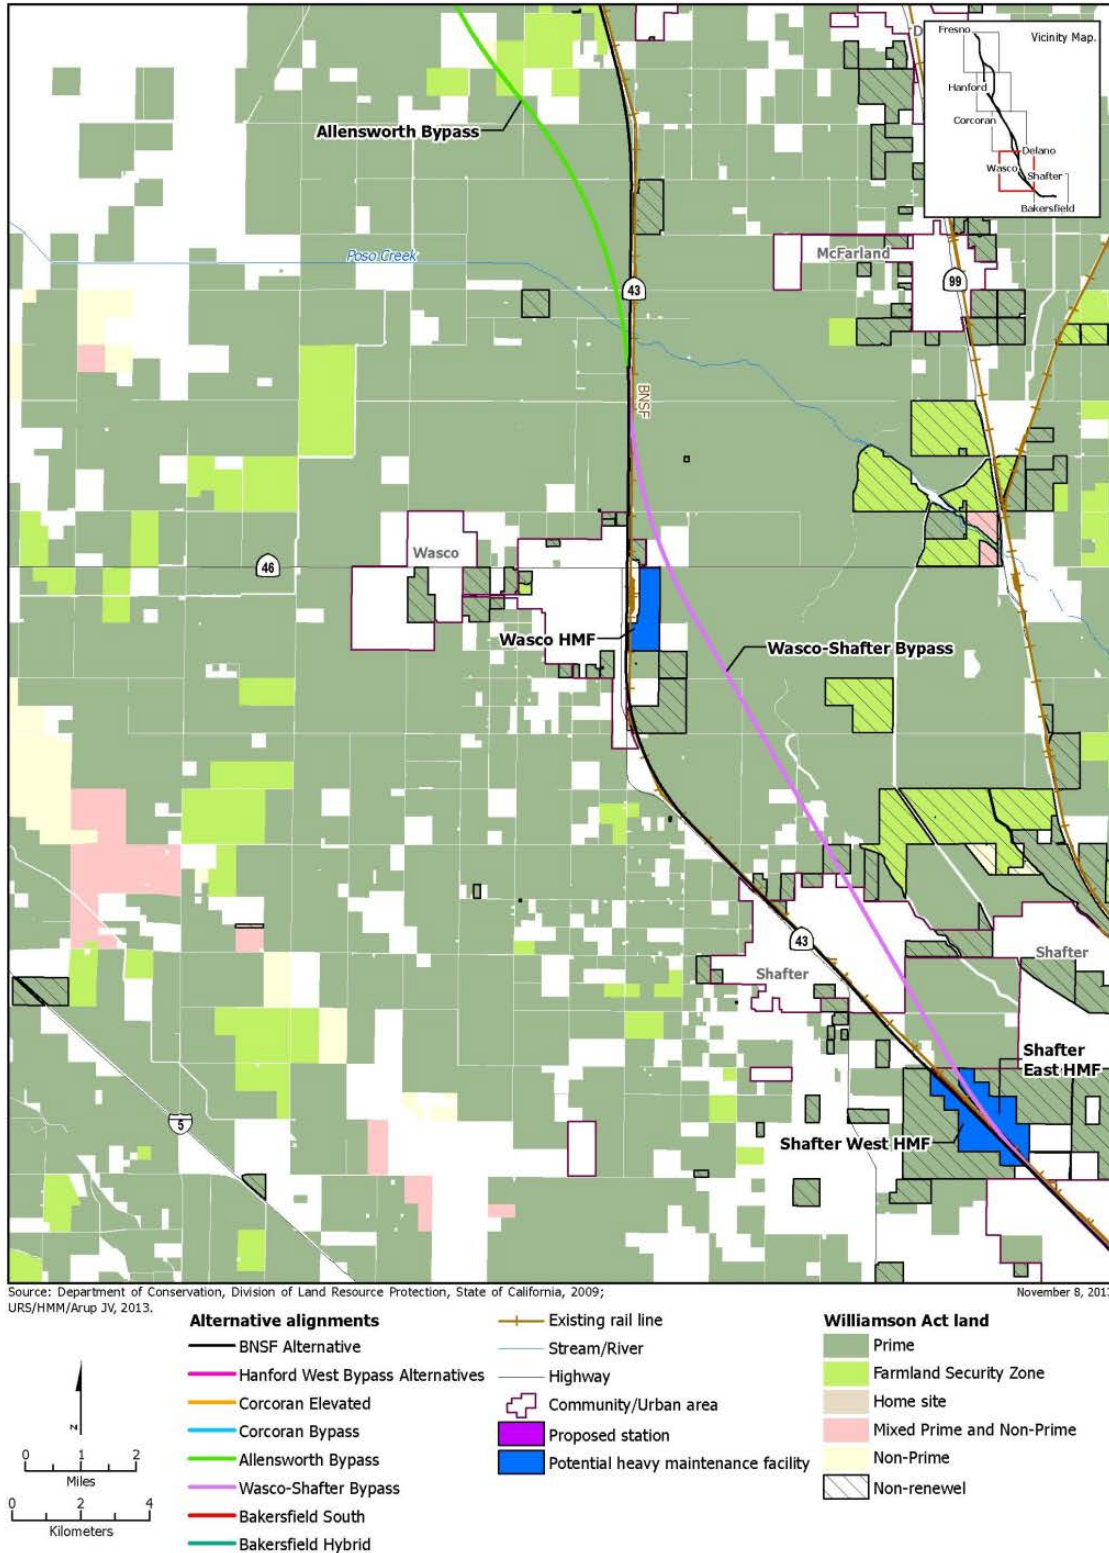 Fresno
Vicinity Map.
Hanford
Corcoran
Delano
Wasco
Shafter
Bakersfield
D
Allensworth Bypass
Poso Creek
McFarland
43
99
BNSF
Wasco
46
Wasco HMF
Wasco-Shafter Bypass
43
Shafter
Shafter
Shafter
East HMF
5
Shafter West HMF
Source: Department of Conservation, Division of Land Resource Protection, State of California, 2009;
URS/HMM/Arup JV, 2013.
November 8, 2013
Alternative alignments
BNSF Alternative
Hanford West Bypass Alternatives
Corcoran Elevated
Corcoran Bypass
Allensworth Bypass
Wasco-Shafter Bypass
Bakersfield South
Bakersfield Hybrid
Existing rail line
Stream/River
Highway
Community/Urban area
Proposed station
Potential heavy maintenance facility
Williamson Act land
Prime
Farmland Security Zone
Home site
Mixed Prime and Non-Prime
Non-Prime
Non-renewel
N
0 1 2
Miles
0 2 4
Kilometers